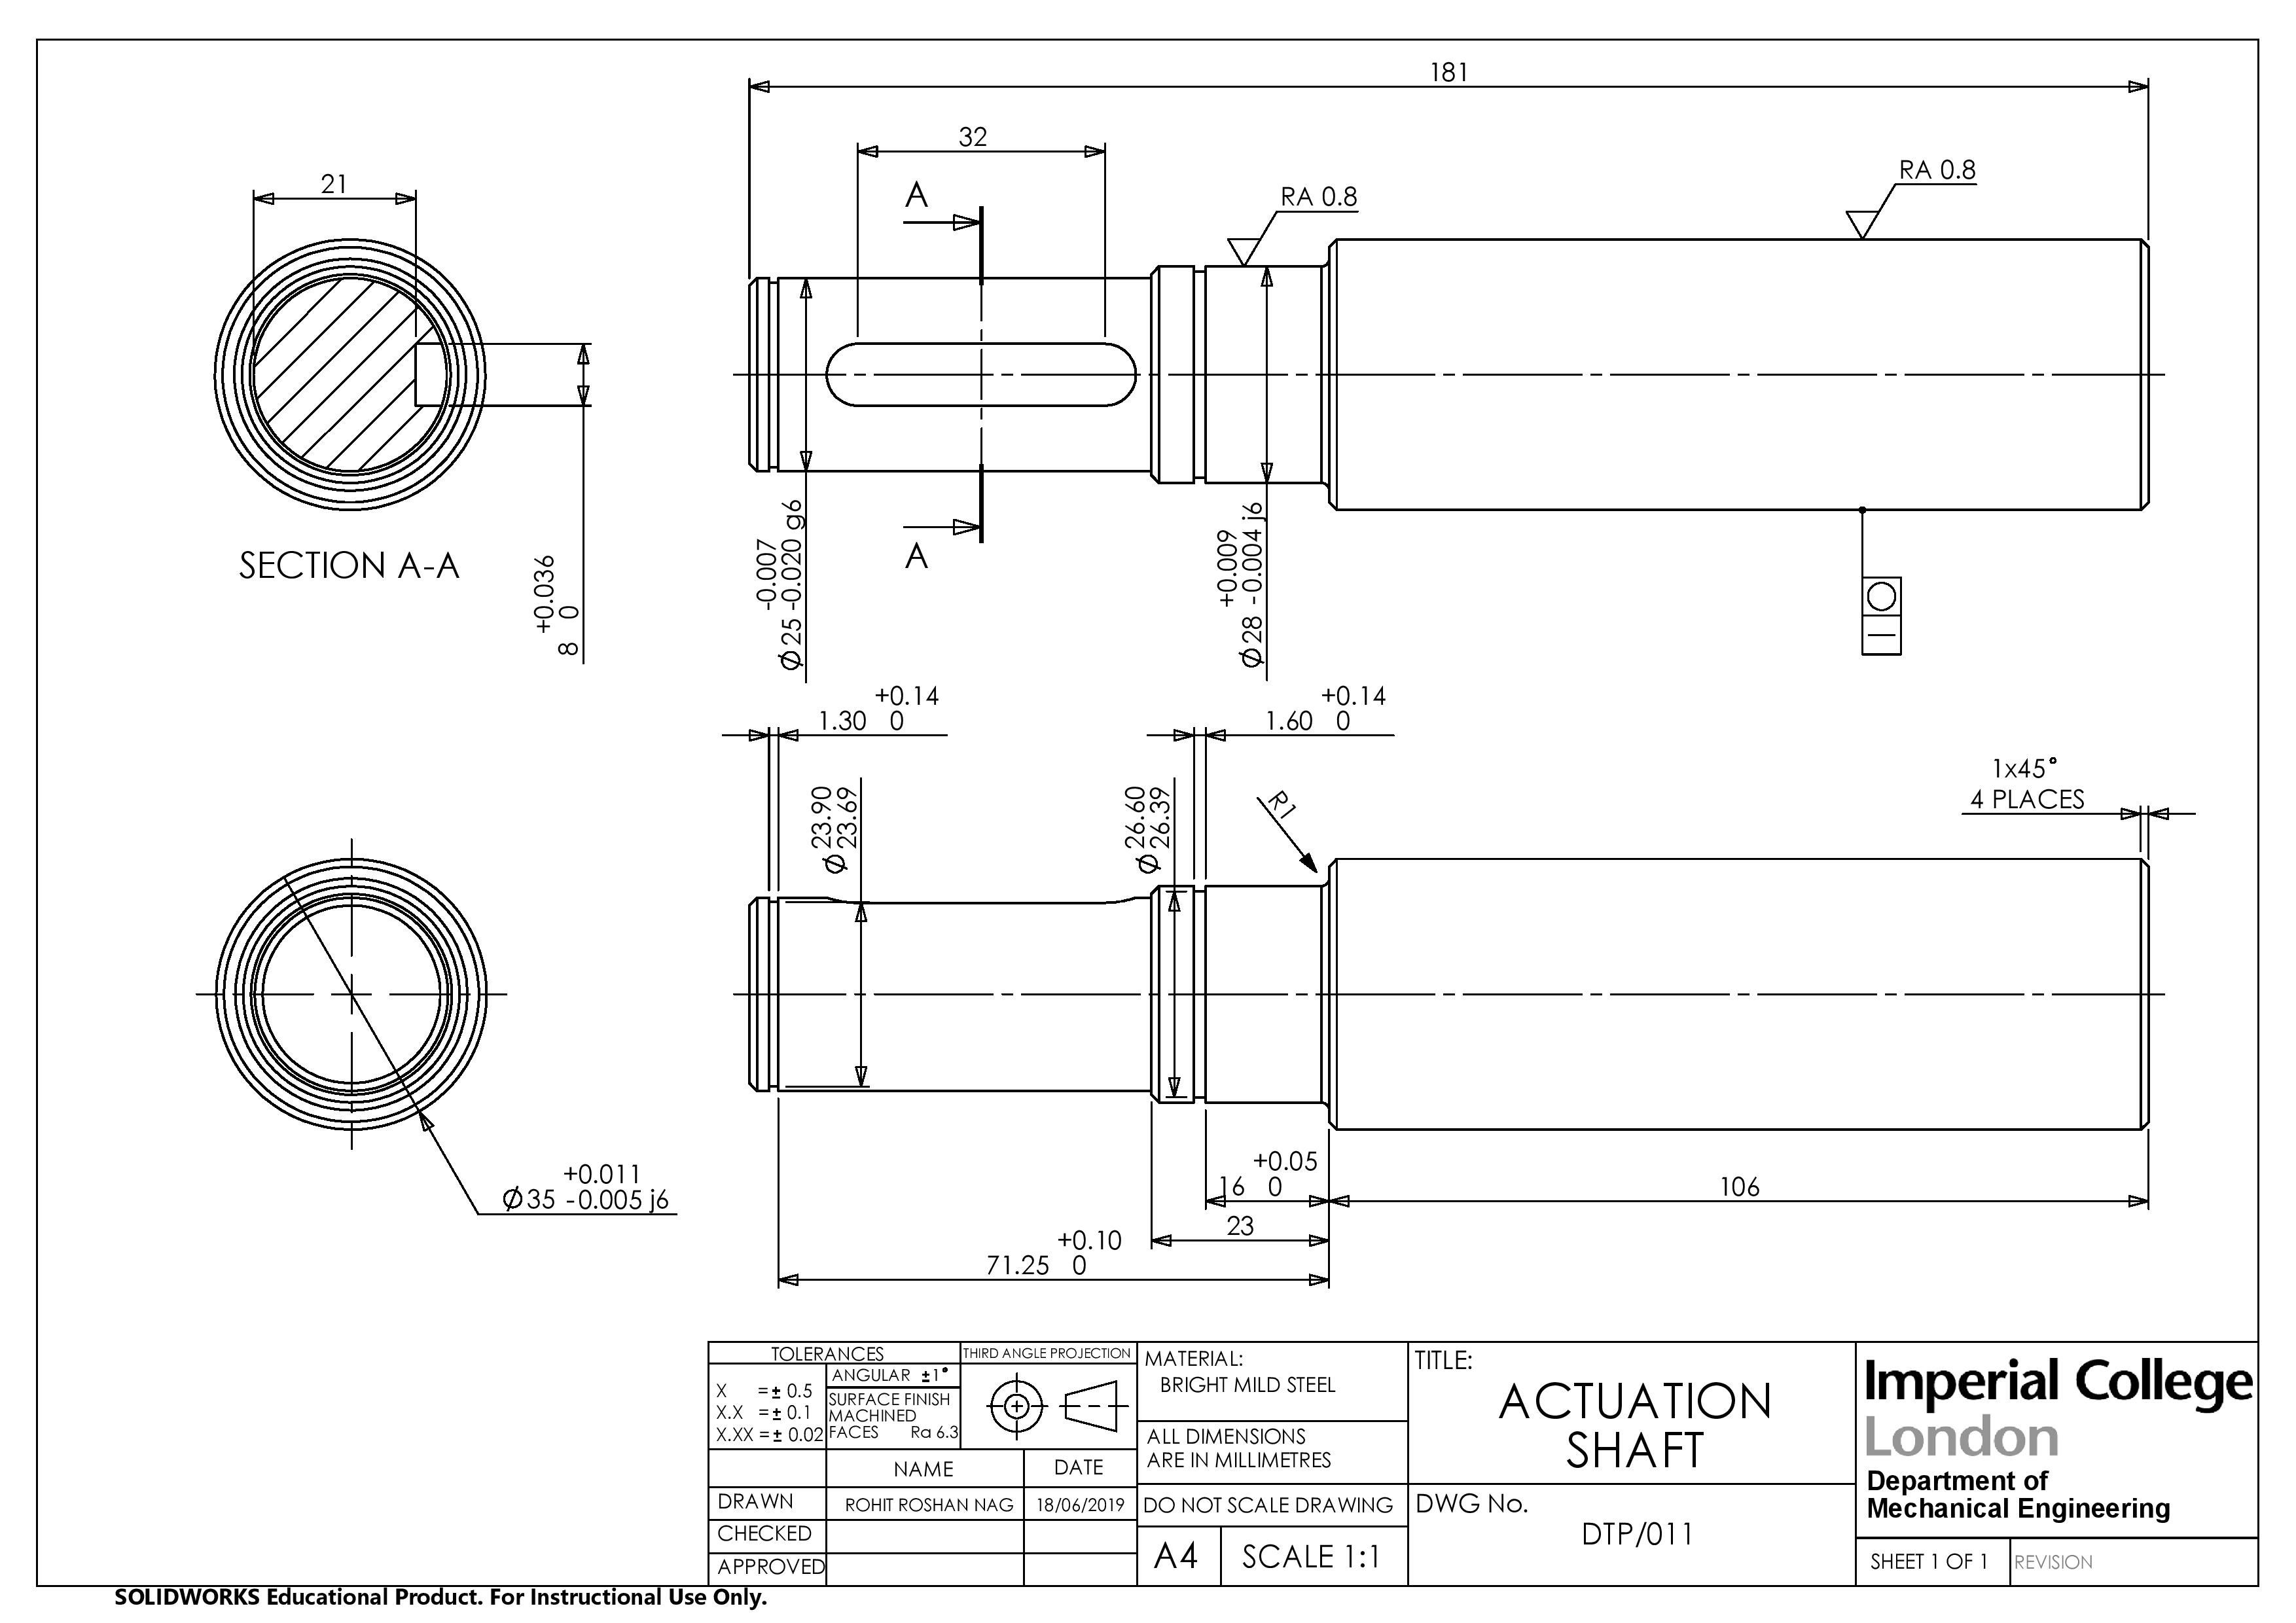 181
32
21
A
RA 0.8
RA 0.8
A
SECTION A-A
+0.036
8 0
-0.007
⌀25 -0.020 g6
+0.009
⌀28 -0.004 j6
+0.14
1.30 0
+0.14
1.60 0
⌀23.90
23.69
⌀26.60
26.39
R1
1x45°
4 PLACES
+0.011
⌀35 -0.005 j6
+0.05
16 0
106
23
+0.10
71.25 0
TOLERANCES
X =± 0.5
X.X =± 0.1
X.XX =± 0.02
ANGULAR ±1°
SURFACE FINISH
MACHINED
FACES Ra 6.3
THIRD ANGLE PROJECTION
NAME DATE
DRAWN ROHIT ROSHAN NAG 18/06/2019
CHECKED
APPROVED
MATERIAL:
BRIGHT MILD STEEL
ALL DIMENSIONS
ARE IN MILLIMETRES
DO NOT SCALE DRAWING
A4 SCALE 1:1
TITLE:
ACTUATION
SHAFT
DWG No.
DTP/011
Imperial College
London
Department of
Mechanical Engineering
SHEET 1 OF 1 REVISION
SOLIDWORKS Educational Product. For Instructional Use Only.